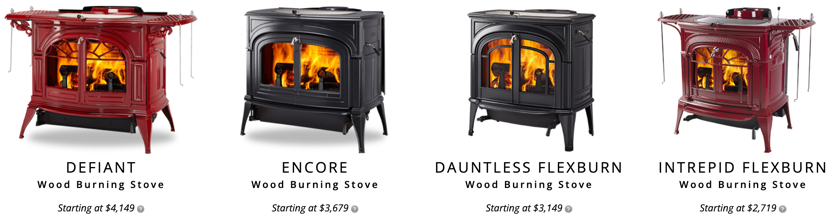 DEFIANT
Wood Burning Stove
Starting at $4,149
ENCORE
Wood Burning Stove
Starting at $3,679
DAUNTLESS FLEXBURN
Wood Burning Stove
Starting at $3,149
INTREPID FLEXBURN
Wood Burning Stove
Starting at $2,719